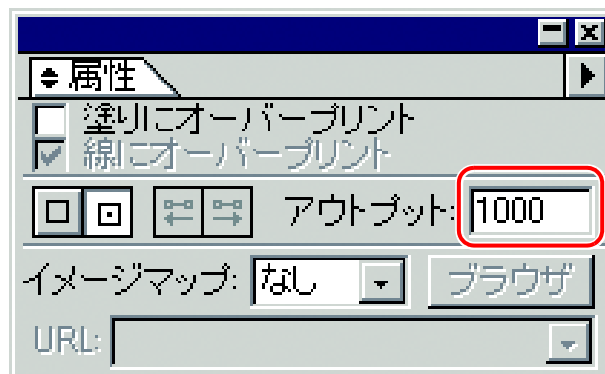 属性
塗りにオーバープリント
線にオーバープリント
アウトプット: 1000
イメージマップ: なし ブラウザ
URL: